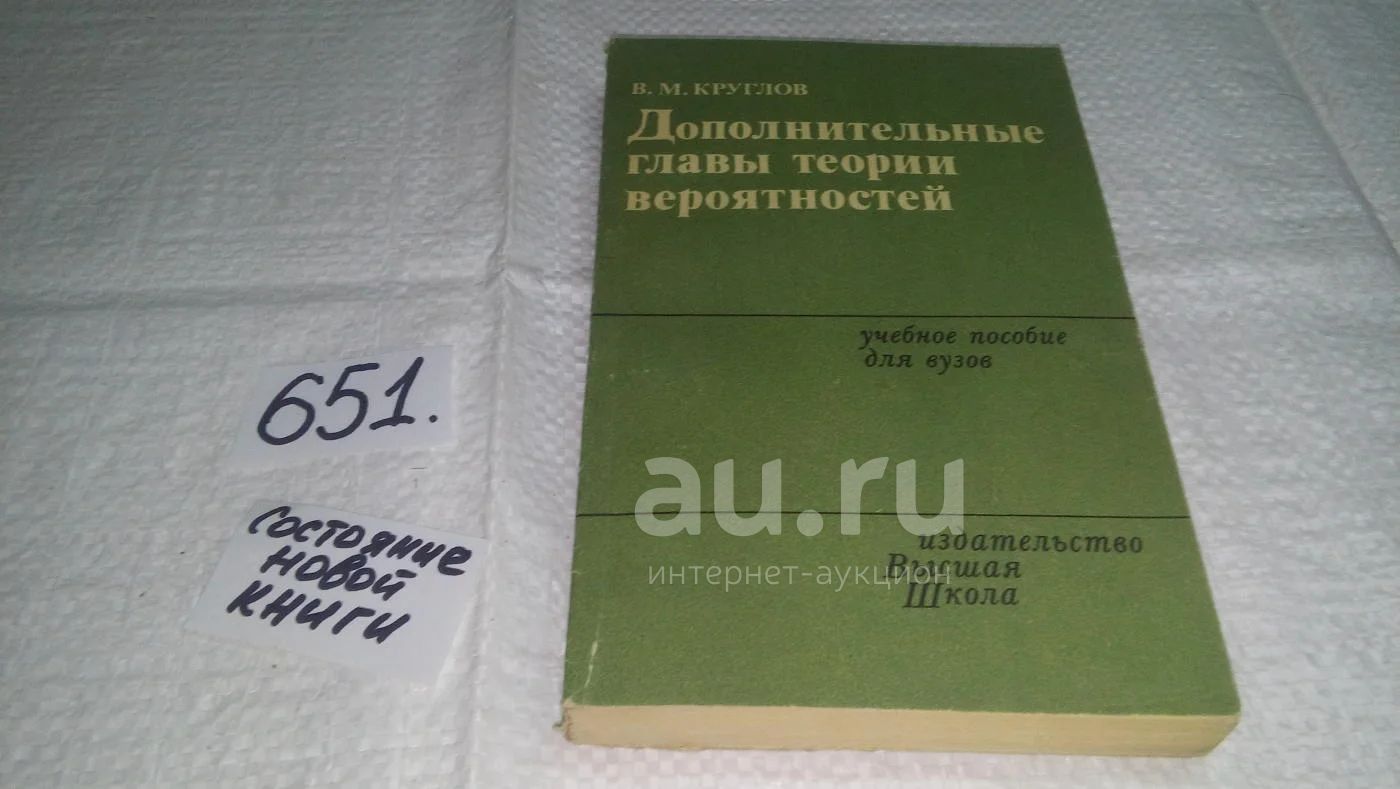 В. М. КРУГЛОВ
Дополнительные
главы теории
вероятностей
учебное пособие
для вузов
издательство
Высшая
Школа
651.
состояние
новой
книги
au.ru
интернет-аукцион